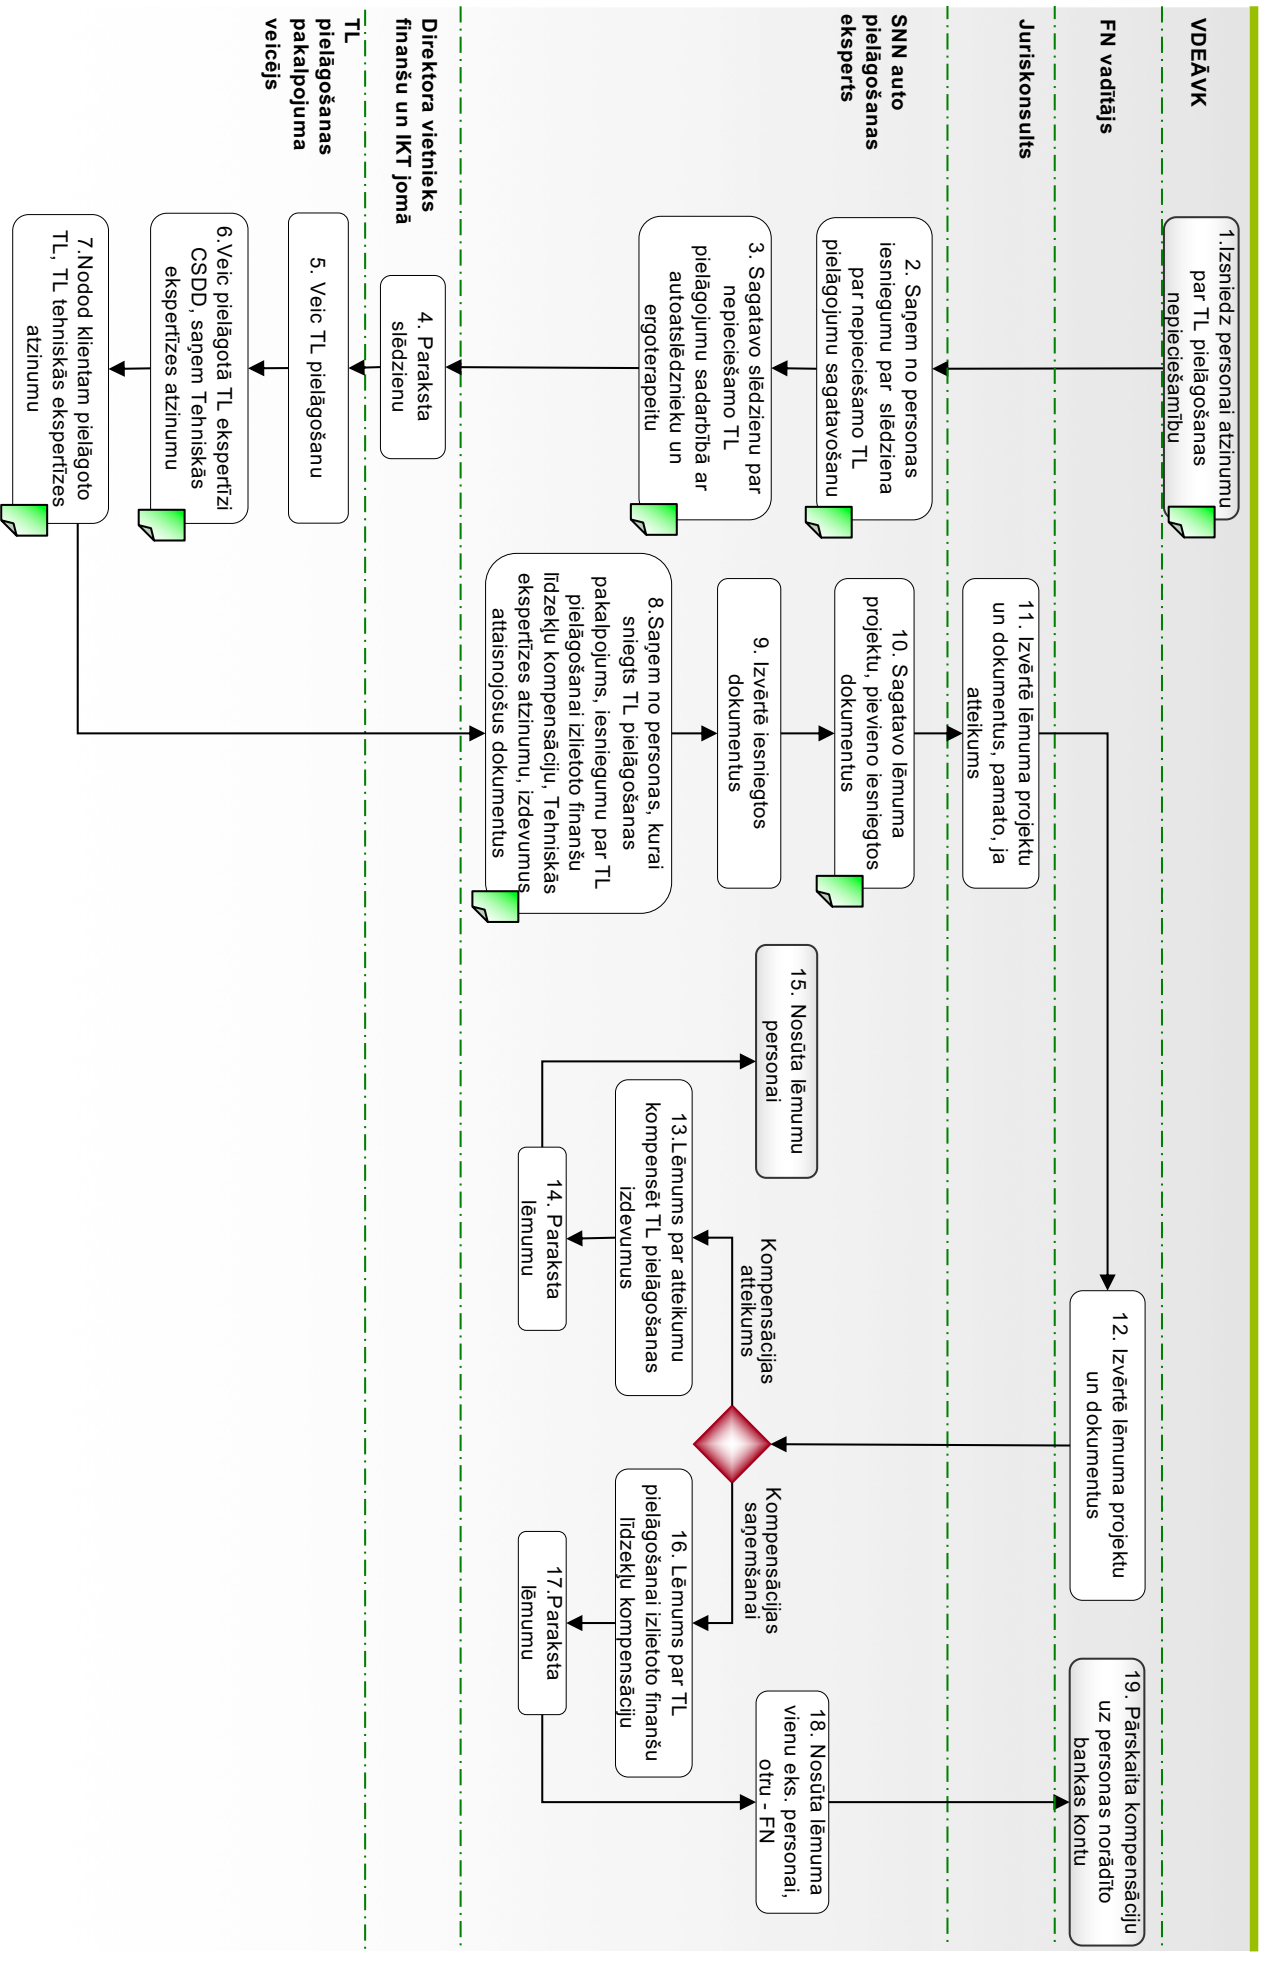 VDEĀVK
FN vadītājs
Juriskonsults
SNN auto
pielāgošanas
eksperts
Direktora vietnieks
finanšu un IKT jomā
TL
pielāgošanas
pakalpojuma
veicējs
1.Izsniedz personai atzinumu
par TL pielāgošanas
nepieciešamību
2. Saņem no personas
iesniegumu par slēdziena
par nepieciešamo TL
pielāgojumu sagatavošanu
3. Sagatavo slēdzienu par
nepieciešamo TL
pielāgojumu sadarbībā ar
autoatslēdznieku un
ergoterapeitu
4. Paraksta
slēdzienu
5. Veic TL pielāgošanu
6.Veic pielāgotā TL ekspertīzi
CSDD, saņem Tehniskās
ekspertīzes atzinumu
7.Nodod klientam pielāgoto
TL, TL tehniskās ekspertīzes
atzinumu
8.Saņem no personas, kurai
sniegts TL pielāgošanas
pakalpojums, iesniegumu par TL
pielāgošanai izlietoto finanšu
līdzekļu kompensāciju, Tehniskās
ekspertīzes atzinumu, izdevumus
attaisnojošus dokumentus
9. Izvērtē iesniegtos
dokumentus
10. Sagatavo lēmuma
projektu, pievieno iesniegtos
dokumentus
11. Izvērtē lēmuma projektu
un dokumentus, pamato, ja
atteikums
12. Izvērtē lēmuma projektu
un dokumentus
Kompensācijas
atteikums
13.Lēmums par atteikumu
kompensēt TL pielāgošanas
izdevumus
14. Paraksta
lēmumu
15. Nosūta lēmumu
personai
Kompensācijas
saņemšanai
16. Lēmums par TL
pielāgošanai izlietoto finanšu
līdzekļu kompensāciju
17.Paraksta
lēmumu
18. Nosūta lēmuma
vienu eks. personai,
otru - FN
19. Pārskaita kompensāciju
uz personas norādīto
bankas kontu